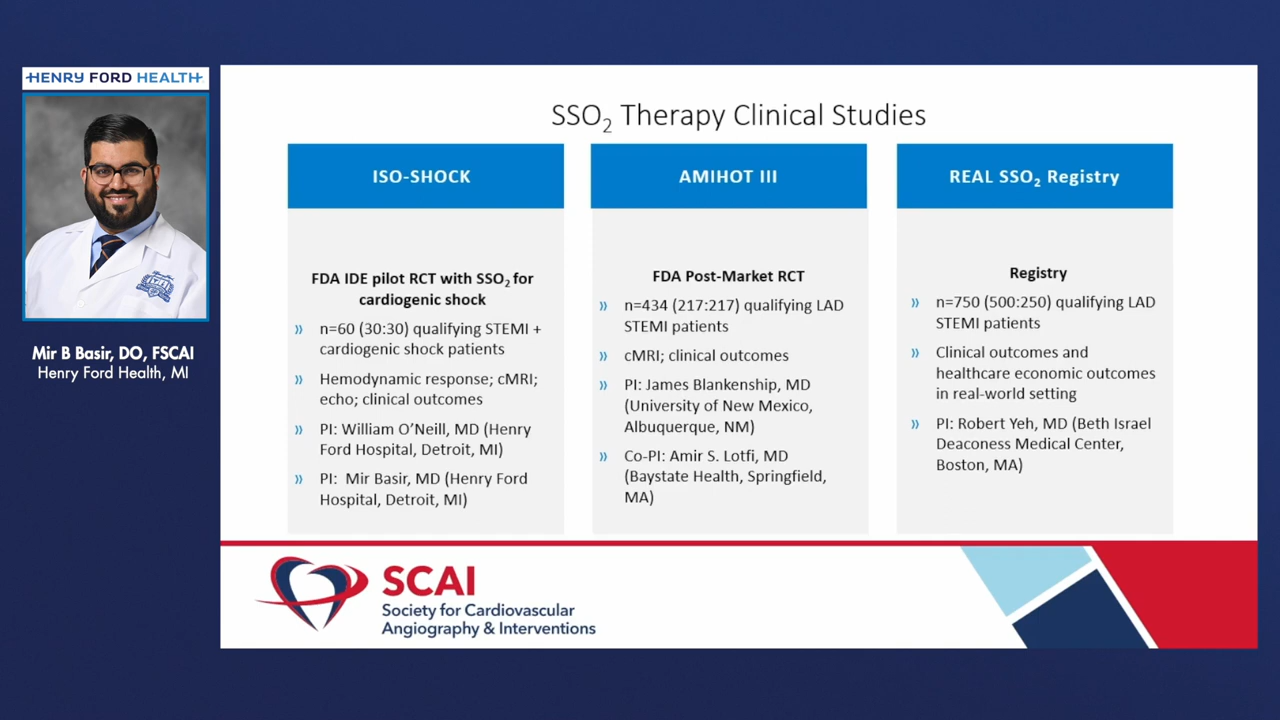 HENRY FORD HEALTH
Mir B Basir, DO, FSCAI
Henry Ford Health, MI
SSO2 Therapy Clinical Studies
ISO-SHOCK
FDA IDE pilot RCT with SSO2 for
cardiogenic shock
» n=60 (30:30) qualifying STEMI +
cardiogenic shock patients
» Hemodynamic response; cMRI;
echo; clinical outcomes
» PI: William O’Neill, MD (Henry
Ford Hospital, Detroit, MI)
» PI: Mir Basir, MD (Henry Ford
Hospital, Detroit, MI)
AMIHOT III
FDA Post-Market RCT
» n=434 (217:217) qualifying LAD
STEMI patients
» cMRI; clinical outcomes
» PI: James Blankenship, MD
(University of New Mexico,
Albuquerque, NM)
» Co-PI: Amir S. Lotfi, MD
(Baystate Health, Springfield,
MA)
REAL SSO2 Registry
Registry
» n=750 (500:250) qualifying LAD
STEMI patients
» Clinical outcomes and
healthcare economic outcomes
in real-world setting
» PI: Robert Yeh, MD (Beth Israel
Deaconess Medical Center,
Boston, MA)
SCAI
Society for Cardiovascular
Angiography & Interventions